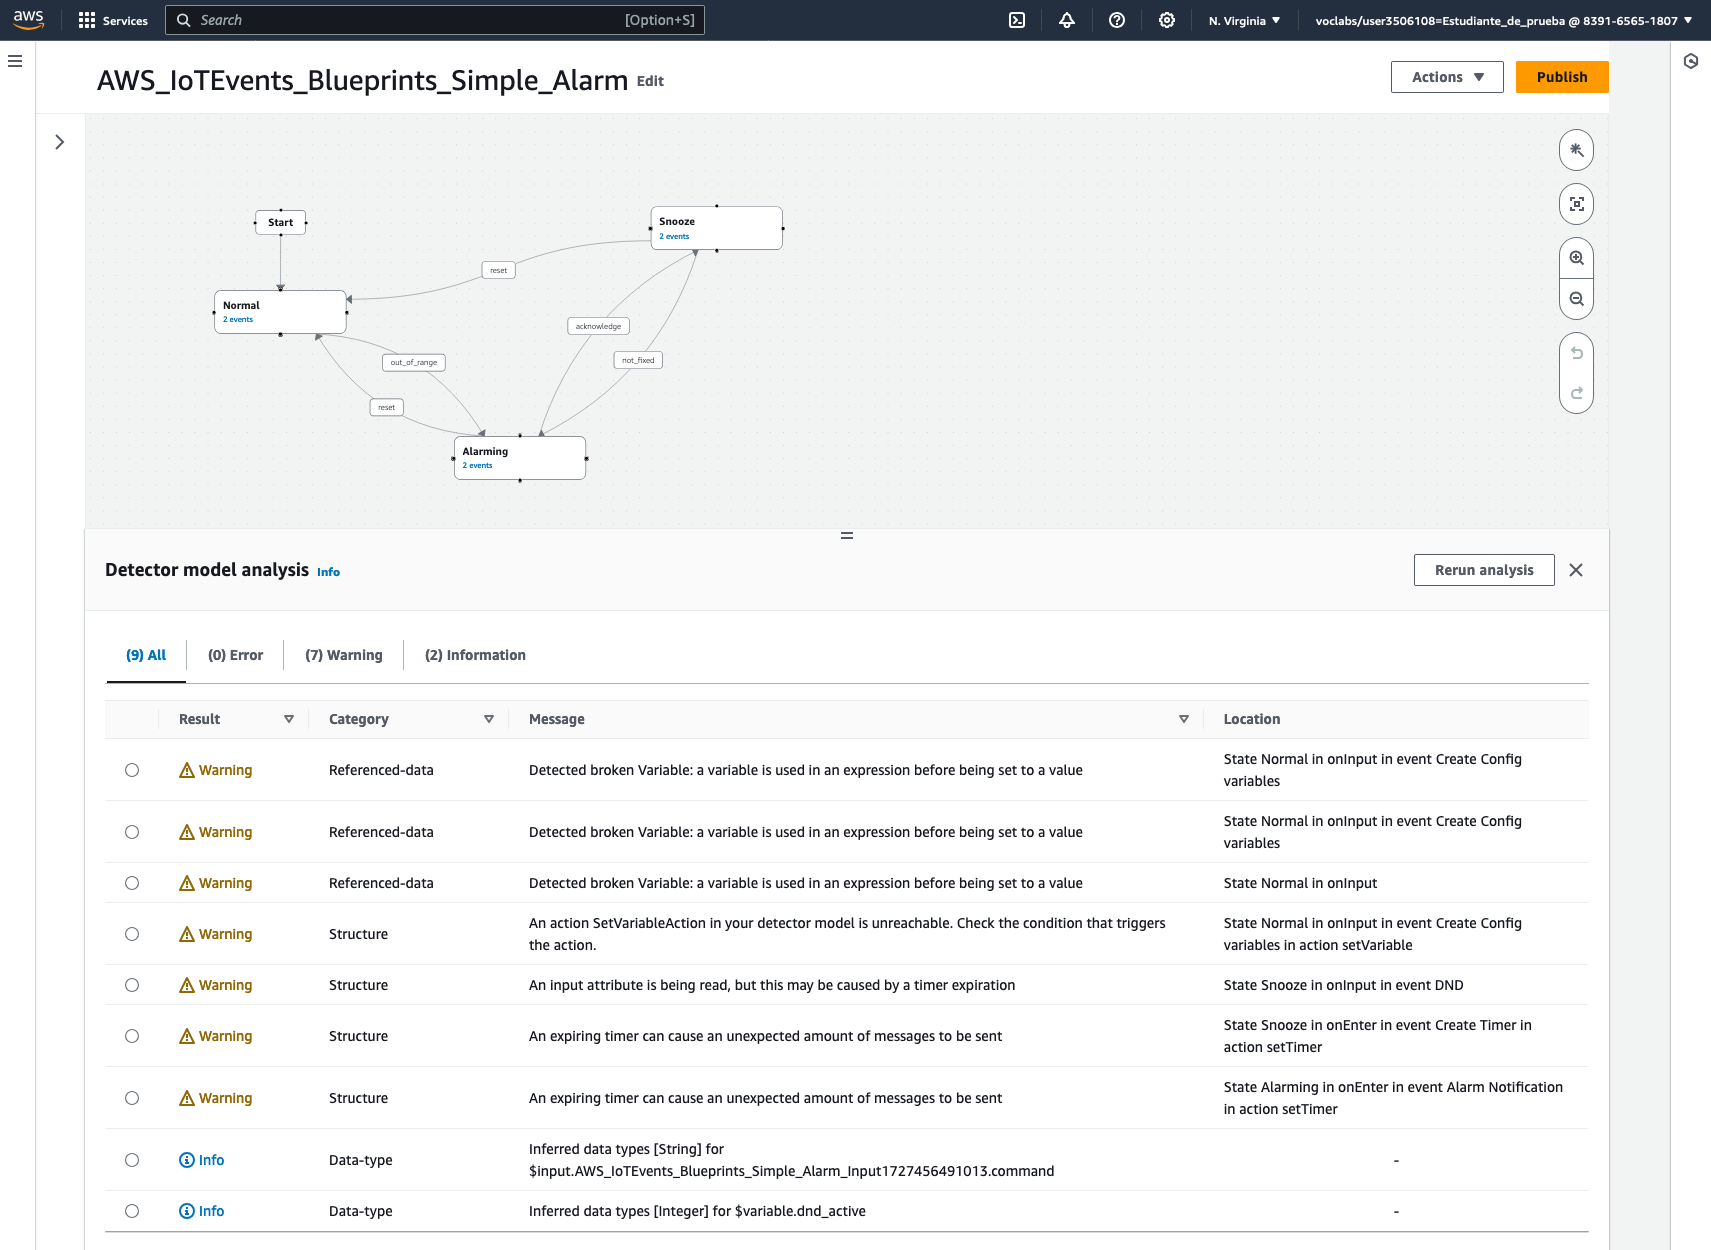 aws
Services
Search
[Option+S]
N. Virginia
voclabs/user3506108=Estudiante_de_prueba @ 8391-6565-1807
AWS_IoTEvents_Blueprints_Simple_Alarm Edit
Actions
Publish
Start
Snooze
2 events
reset
Normal
2 events
acknowledge
not_fixed
out_of_range
reset
Alarming
2 events
Detector model analysis Info
Rerun analysis
(9) All
(0) Error
(7) Warning
(2) Information
Result
Category
Message
Location
Warning
Referenced-data
Detected broken Variable: a variable is used in an expression before being set to a value
State Normal in onInput in event Create Config
variables
Warning
Referenced-data
Detected broken Variable: a variable is used in an expression before being set to a value
State Normal in onInput in event Create Config
variables
Warning
Referenced-data
Detected broken Variable: a variable is used in an expression before being set to a value
State Normal in onInput
Warning
Structure
An action SetVariableAction in your detector model is unreachable. Check the condition that triggers
the action.
State Normal in onInput in event Create Config
variables in action setVariable
Warning
Structure
An input attribute is being read, but this may be caused by a timer expiration
State Snooze in onInput in event DND
Warning
Structure
An expiring timer can cause an unexpected amount of messages to be sent
State Snooze in onEnter in event Create Timer in
action setTimer
Warning
Structure
An expiring timer can cause an unexpected amount of messages to be sent
State Alarming in onEnter in event Alarm Notification
in action setTimer
Info
Data-type
Inferred data types [String] for
$input.AWS_IoTEvents_Blueprints_Simple_Alarm_Input1727456491013.command
-
Info
Data-type
Inferred data types [Integer] for $variable.dnd_active
-